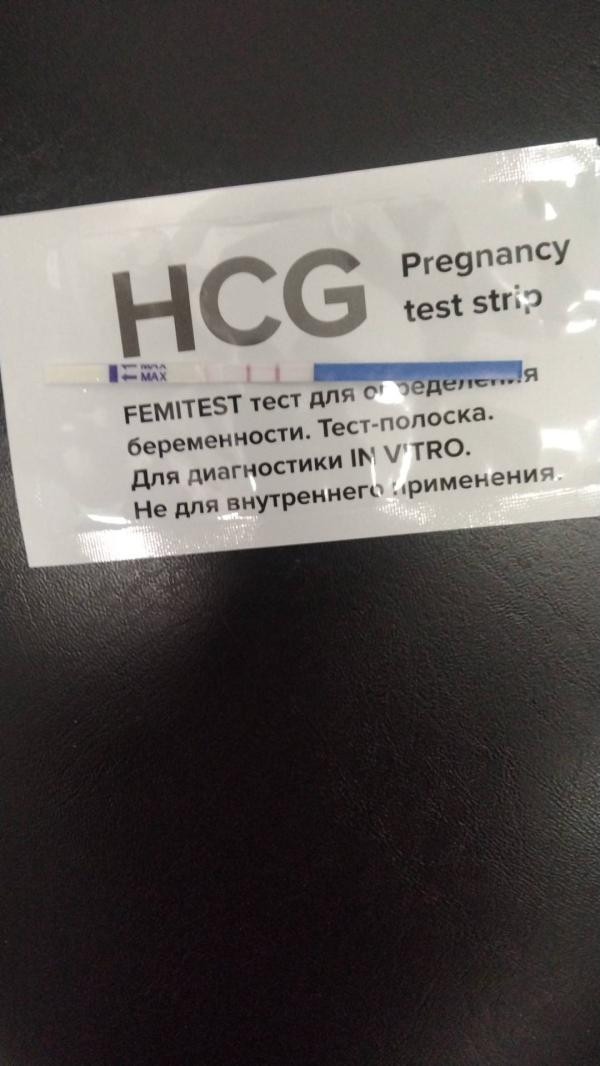 HCG
Pregnancy
test strip
MAX
MAX
FEMITEST тест для определения
беременности. Тест-полоска.
Для диагностики IN VITRO.
Не для внутреннего применения.